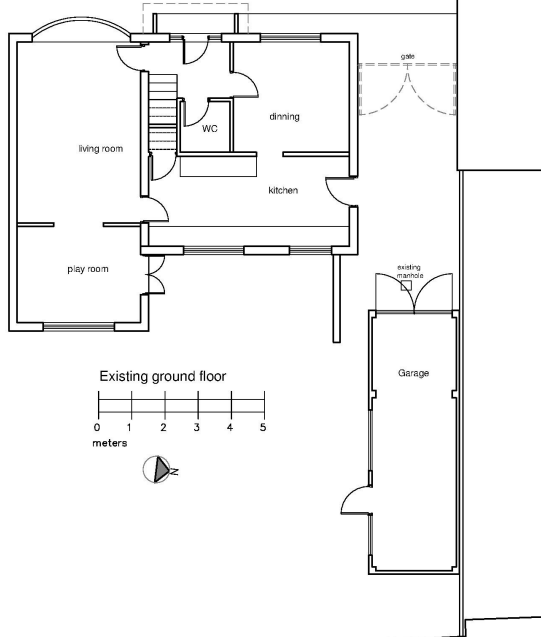 gate
dinning
WC
living room
kitchen
play room
existing
manhole
Garage
Existing ground floor
0 1 2 3 4 5
meters
N